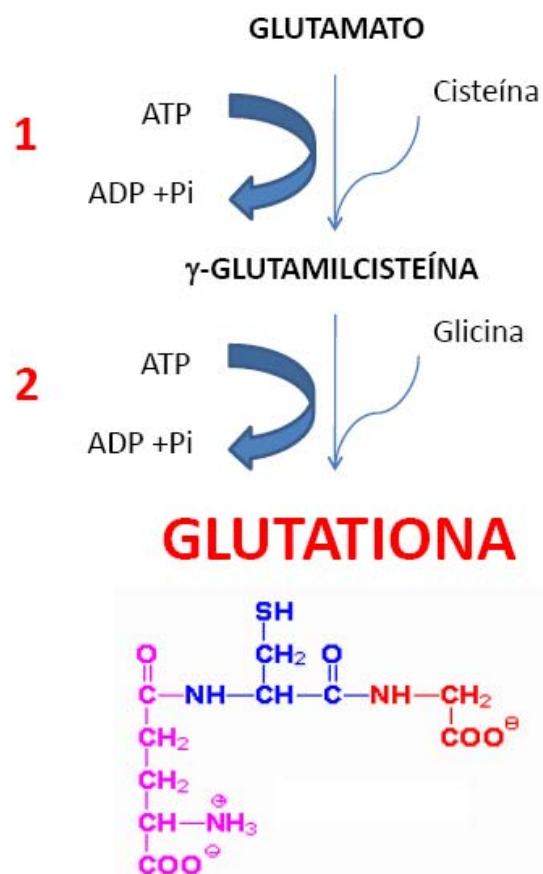 GLUTAMATO
Cisteína
ATP
1
ADP +Pi
γ-GLUTAMILCISTEÍNA
Glicina
ATP
2
ADP +Pi
GLUTATIONA
SH
O CH₂ O
C—NH—CH—C—NH—CH₂
CH₂ COO⊖
CH₂
⊕
CH—NH₃
COO⊖